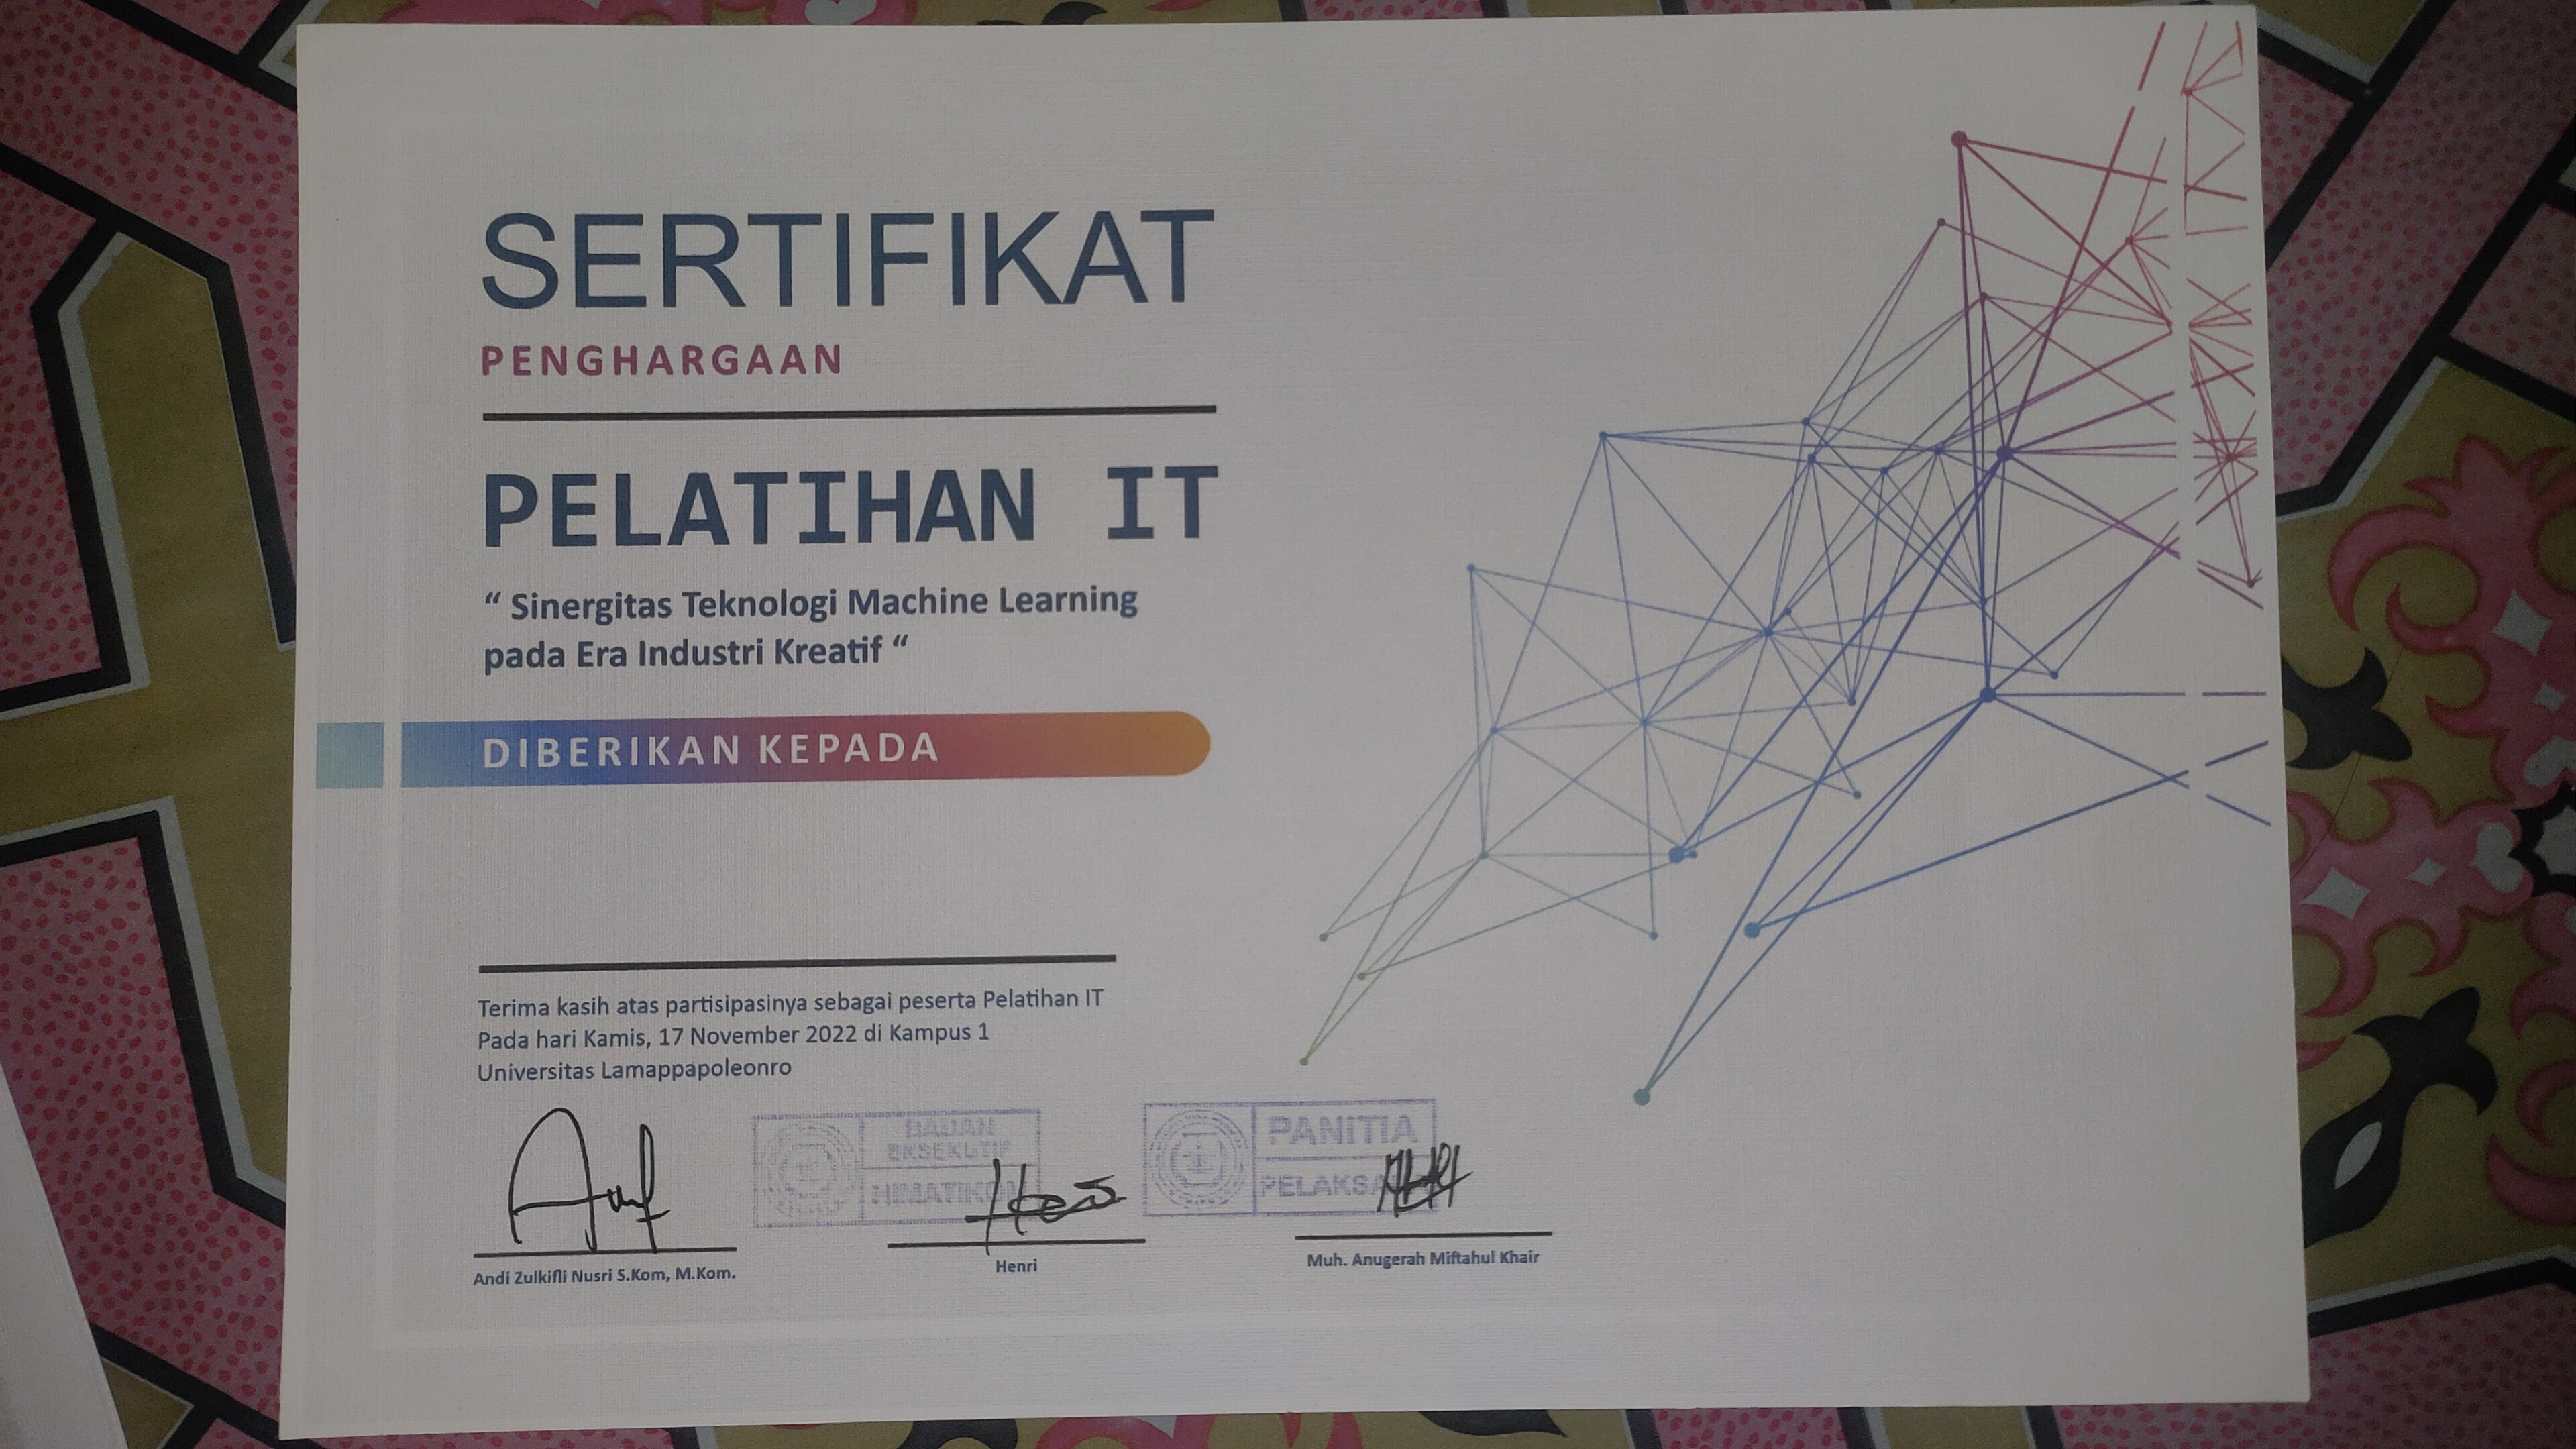 SERTIFIKAT
PENGHARGAAN
PELATIHAN IT
“ Sinergitas Teknologi Machine Learning
pada Era Industri Kreatif “
DIBERIKAN KEPADA
Terima kasih atas partisipasinya sebagai peserta Pelatihan IT
Pada hari Kamis, 17 November 2022 di Kampus 1
Universitas Lamappapoleonro
BADAN
EKSEKUTIF
HIMATIKOM
PANITIA
Andi Zulkifli Nusri S.Kom, M.Kom.
Henri
Muh. Anugerah Miftahul Khair